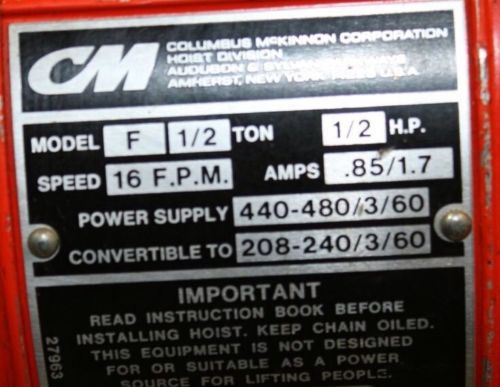 CM
COLUMBUS McKINNON CORPORATION
HOIST DIVISION
AUDUBON & SYLVAN
AMHERST, NEW YORK U.S.A.
MODEL F 1/2 TON 1/2 H.P.
SPEED 16 F.P.M. AMPS .85/1.7
POWER SUPPLY 440-480/3/60
CONVERTIBLE TO 208-240/3/60
IMPORTANT
READ INSTRUCTION BOOK BEFORE
INSTALLING HOIST. KEEP CHAIN OILED.
THIS EQUIPMENT IS NOT DESIGNED
FOR OR SUITABLE AS A POWER
SOURCE FOR LIFTING PEOPLE.
27963